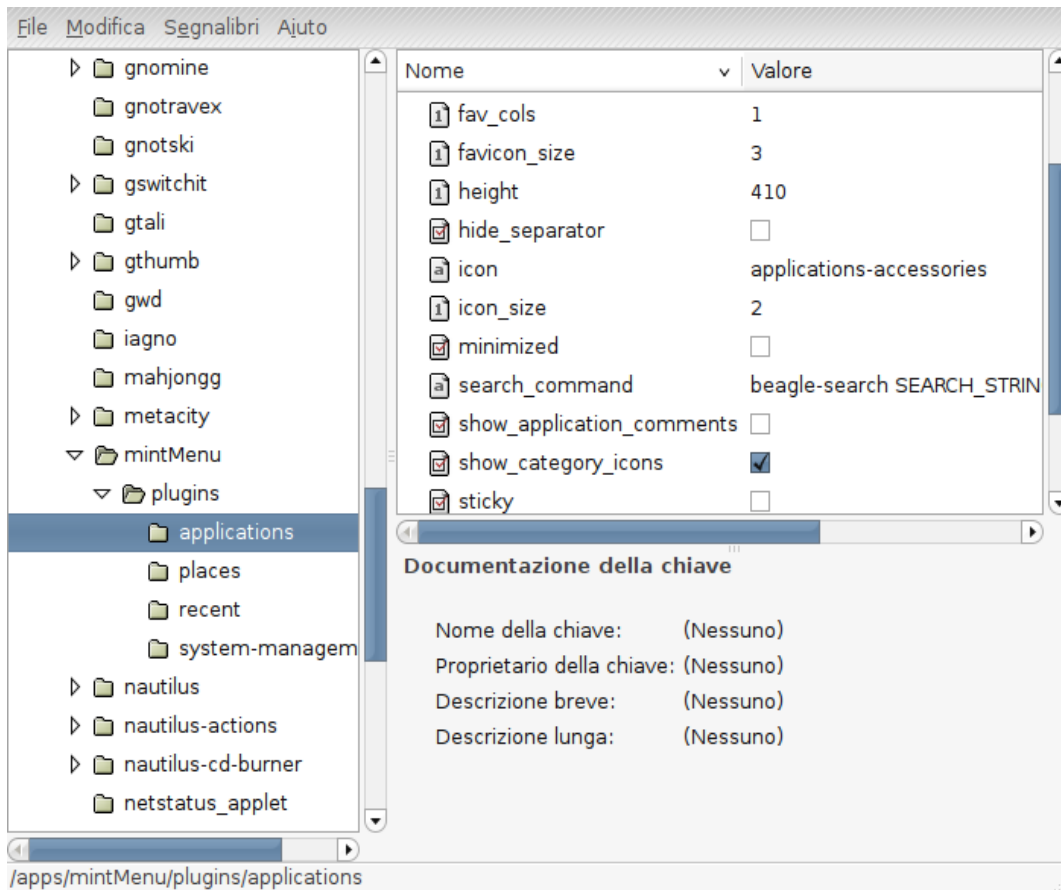 File Modifica Segnalibri Aiuto
gnomine
gnotravex
gnotski
gswitchit
gtali
gthumb
gwd
iagno
mahjongg
metacity
mintMenu
plugins
applications
places
recent
system-managem
nautilus
nautilus-actions
nautilus-cd-burner
netstatus_applet
Nome Valore
fav_cols 1
favicon_size 3
height 410
hide_separator
icon applications-accessories
icon_size 2
minimized
search_command beagle-search SEARCH_STRIN
show_application_comments
show_category_icons
sticky
Documentazione della chiave
Nome della chiave: (Nessuno)
Proprietario della chiave: (Nessuno)
Descrizione breve: (Nessuno)
Descrizione lunga: (Nessuno)
/apps/mintMenu/plugins/applications